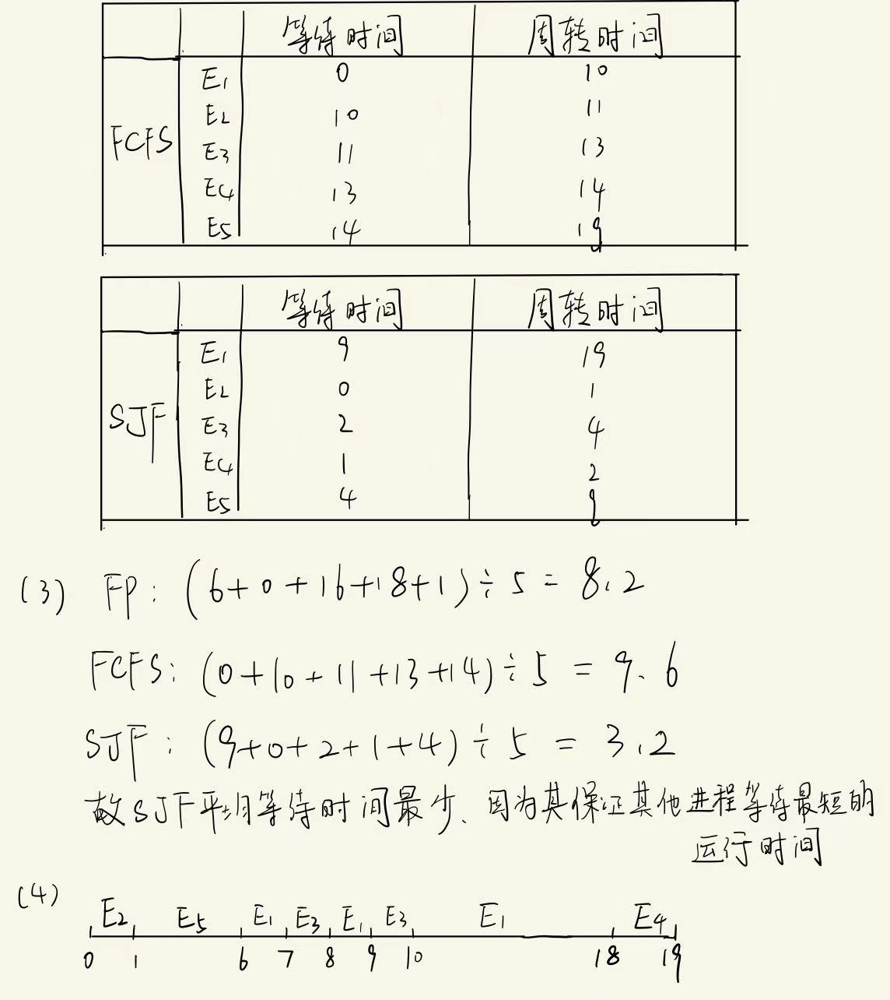 等待时间 周转时间
E1 0 10
E2 10 11
FCFS E3 11 13
E4 13 14
E5 14 19
等待时间 周转时间
E1 9 19
E2 0 1
SJF E3 2 4
E4 1 2
E5 4 9
(3) FP: (6+0+16+18+1)÷5=8.2
FCFS: (0+10+11+13+14)÷5=9.6
SJF: (9+0+2+1+4)÷5=3.2
故SJF平均等待时间最少、因为其保证其他进程等待最短的
运行时间
(4)
E2 E5 E1 E3 E1 E3 E1 E4
0 1 6 7 8 9 10 18 19